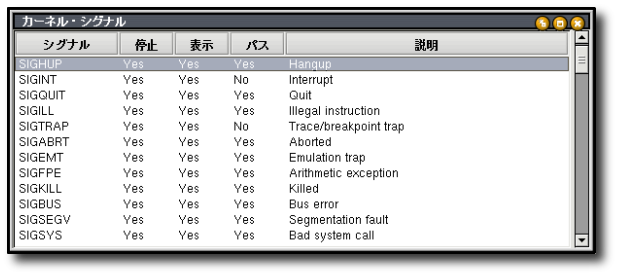 カーネル・シグナル
シグナル 停止 表示 パス 説明
SIGHUP Yes Yes Yes Hangup
SIGINT Yes Yes No Interrupt
SIGQUIT Yes Yes Yes Quit
SIGILL Yes Yes Yes Illegal instruction
SIGTRAP Yes Yes No Trace/breakpoint trap
SIGABRT Yes Yes Yes Aborted
SIGEMT Yes Yes Yes Emulation trap
SIGFPE Yes Yes Yes Arithmetic exception
SIGKILL Yes Yes Yes Killed
SIGBUS Yes Yes Yes Bus error
SIGSEGV Yes Yes Yes Segmentation fault
SIGSYS Yes Yes Yes Bad system call